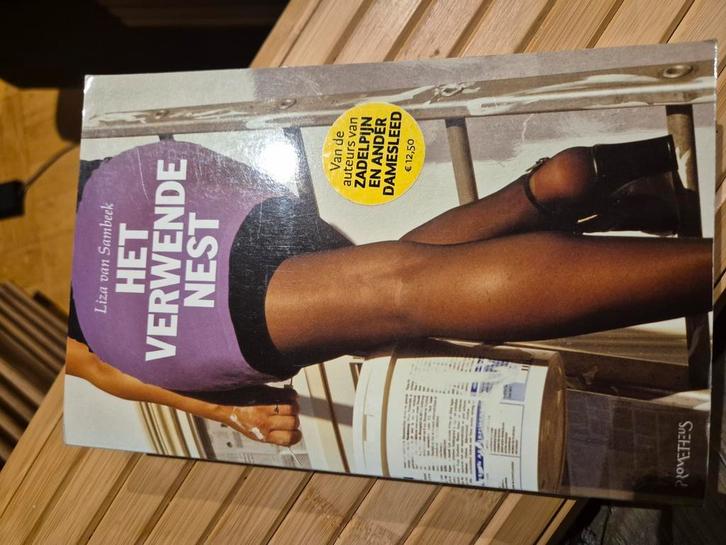 Liza van Sambeek
HET
VERWENDE
NEST
Van de
auteurs van
ZADELPIJN
EN ANDER
DAMESLEED
€ 12,50
PROMETHEUS